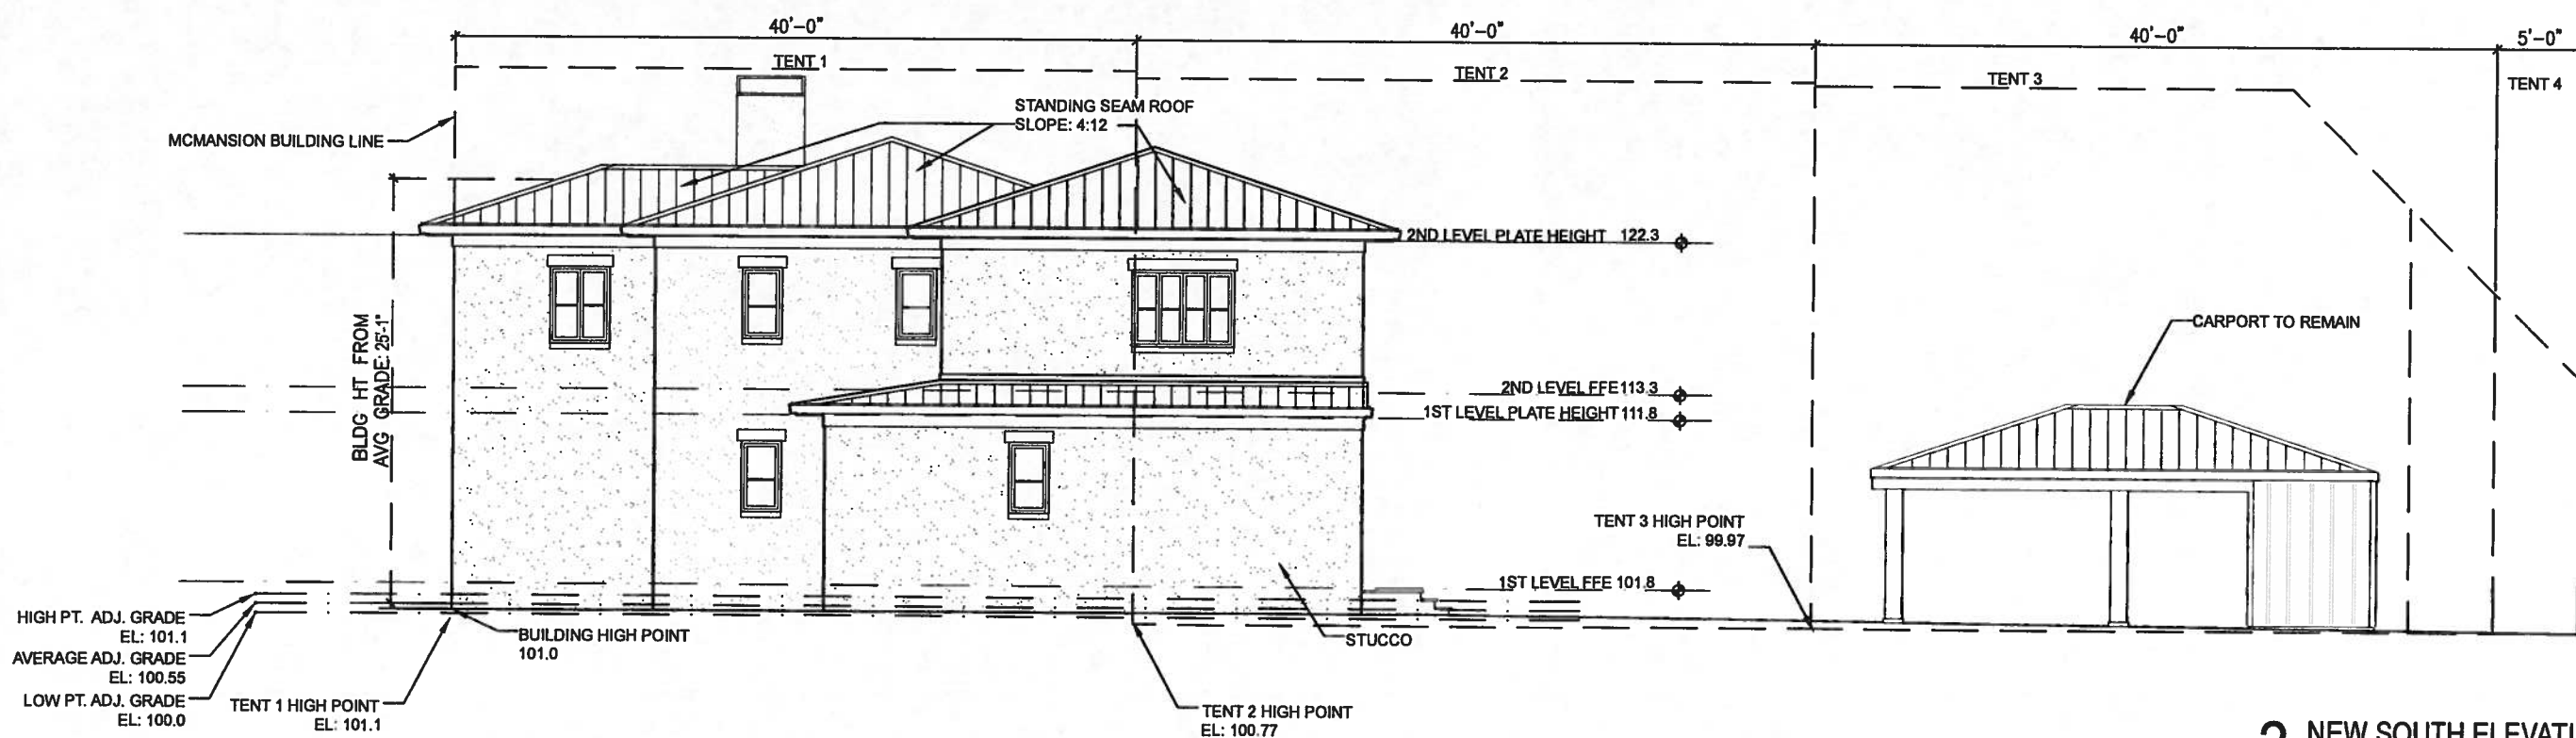 40'-0"
40'-0"
40'-0"
5'-0"
TENT 1
TENT 2
TENT 3
TENT 4
STANDING SEAM ROOF
SLOPE: 4:12
MCMANSION BUILDING LINE
2ND LEVEL PLATE HEIGHT 122.3
BLDG HT FROM
AVG GRADE: 25'-1"
CARPORT TO REMAIN
2ND LEVEL FFE 113.3
1ST LEVEL PLATE HEIGHT 111.8
TENT 3 HIGH POINT
EL: 99.97
1ST LEVEL FFE 101.8
HIGH PT. ADJ. GRADE
EL: 101.1
AVERAGE ADJ. GRADE
EL: 100.55
LOW PT. ADJ. GRADE
EL: 100.0
BUILDING HIGH POINT
101.0
STUCCO
TENT 1 HIGH POINT
EL: 101.1
TENT 2 HIGH POINT
EL: 100.77
NEW SOUTH